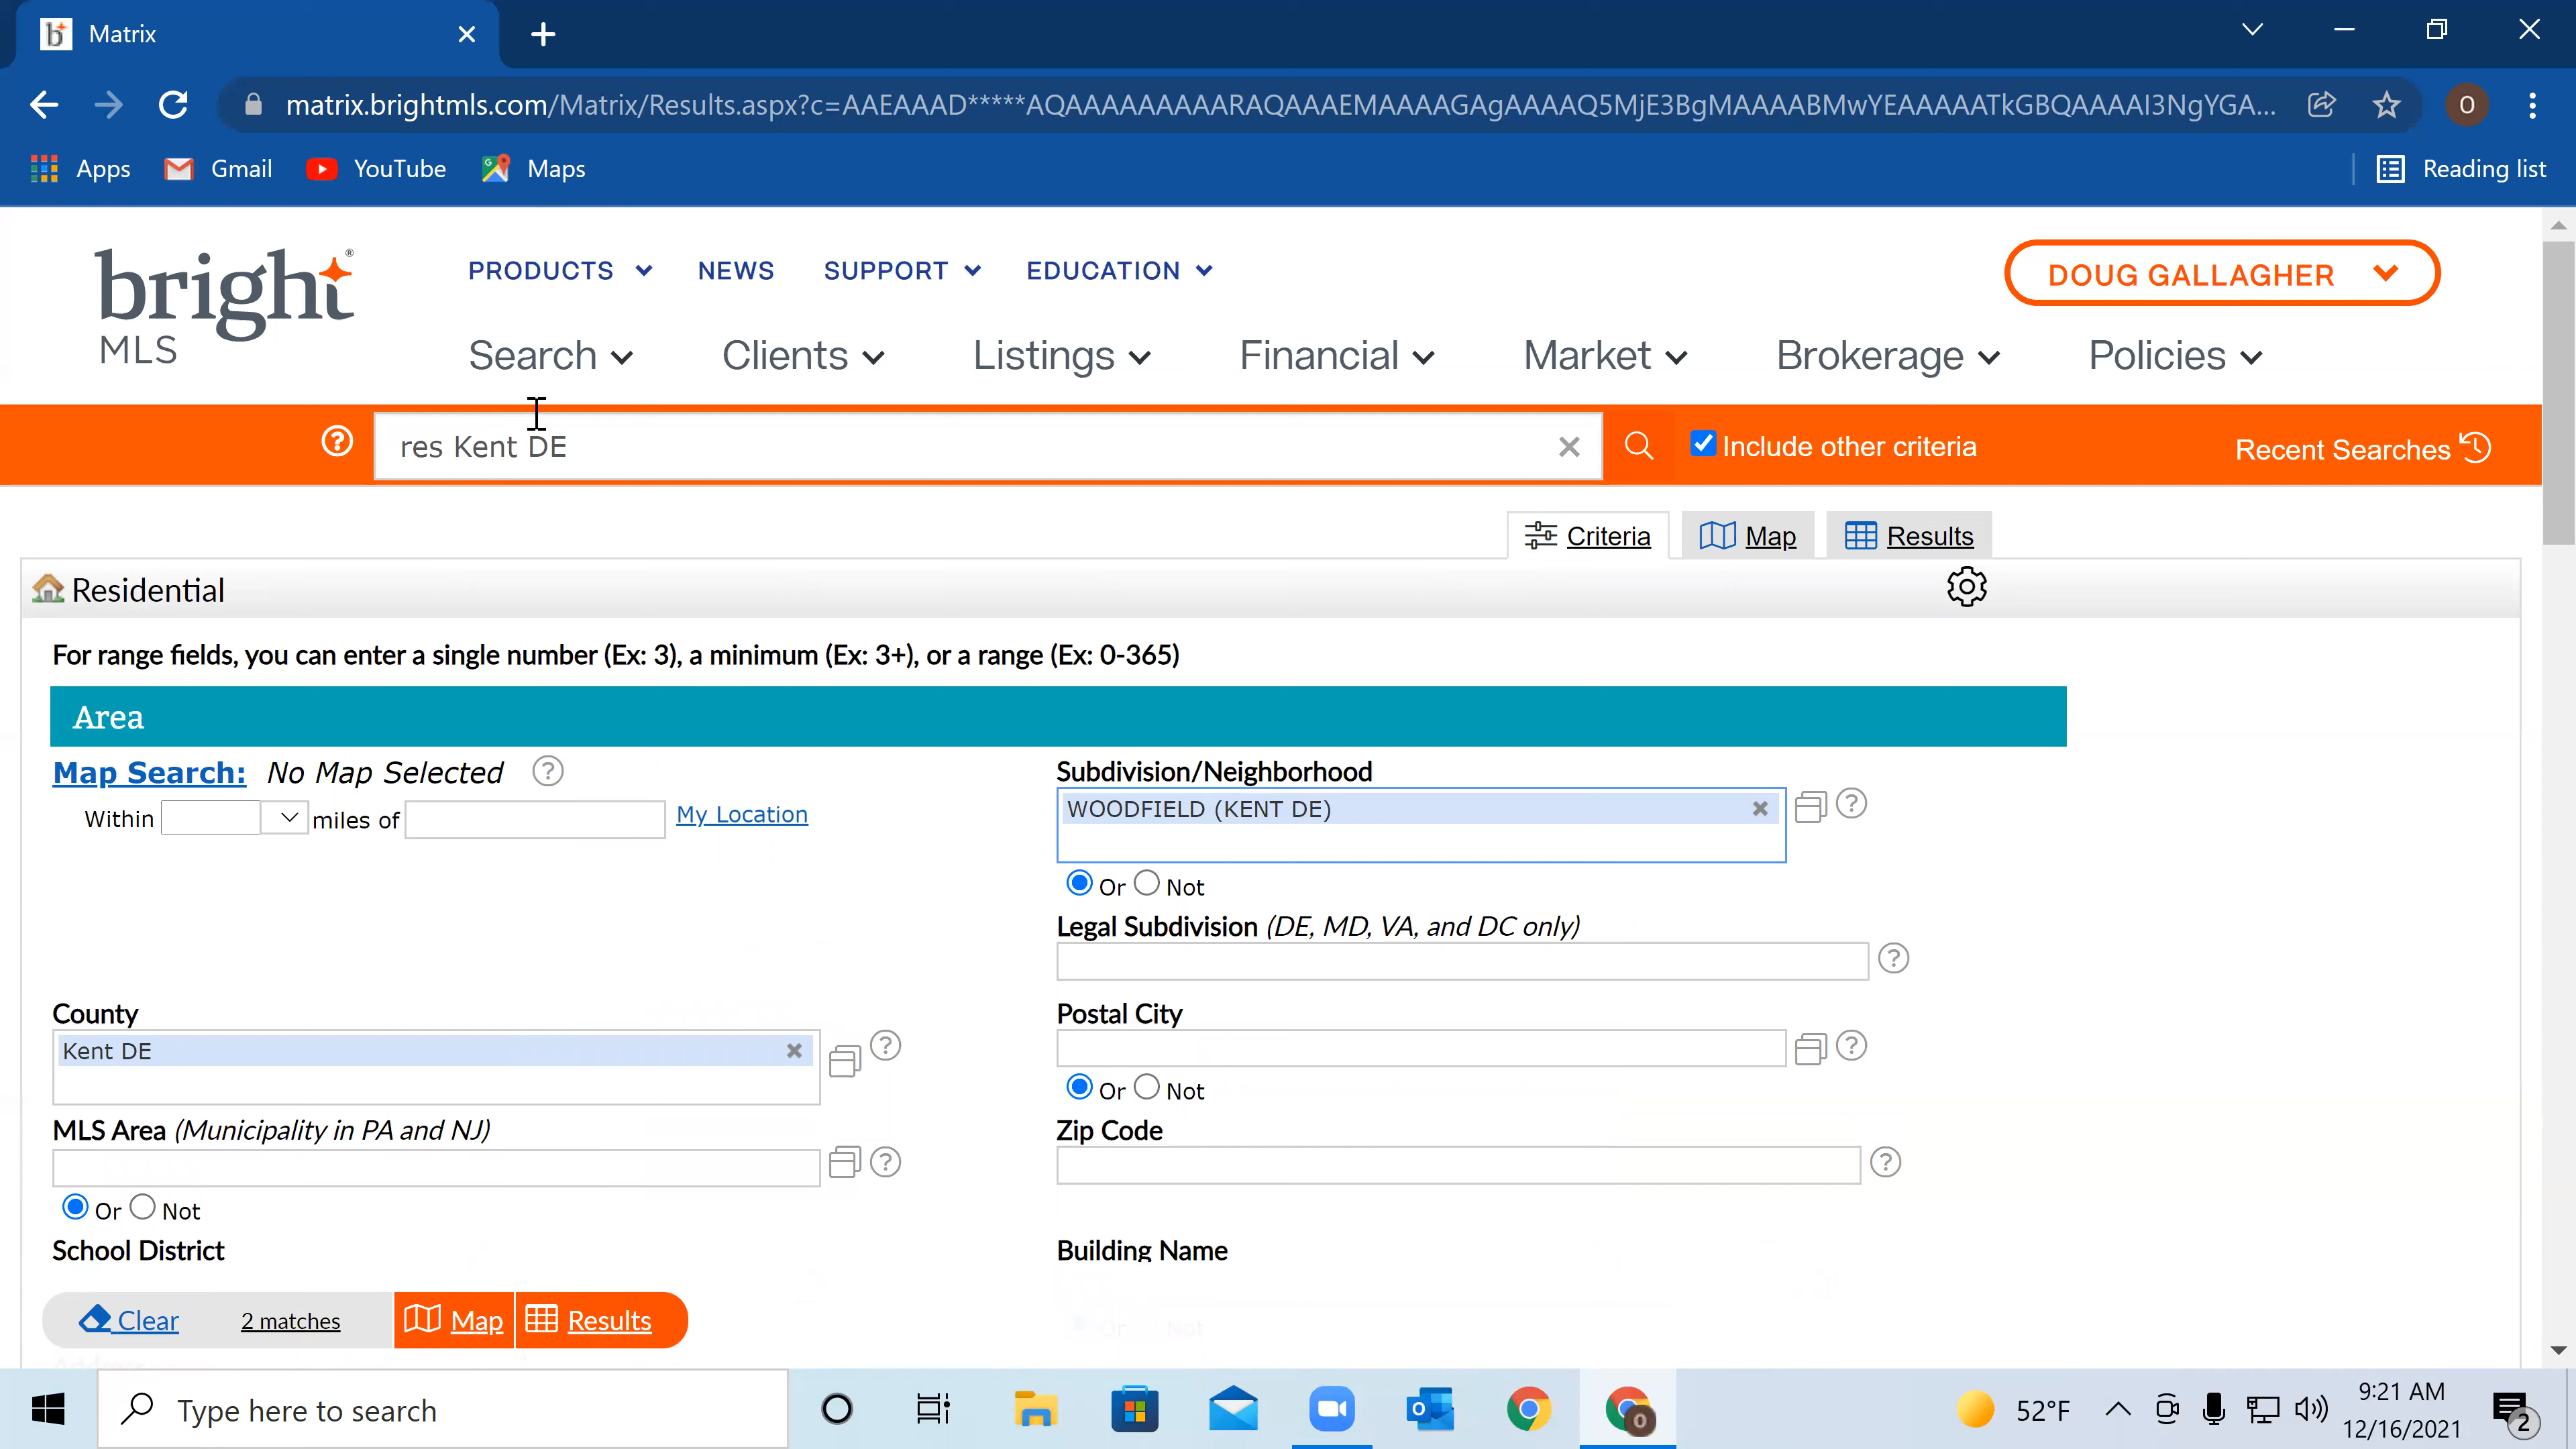 Matrix
matrix.brightmls.com/Matrix/Results.aspx?c=AAEAAAD*****AQAAAAAAAAARAQAAAEMAAAAGAgAAAAQ5MjE3BgMAAAABMwYEAAAAATkGBQAAAAI3NgYGA...
O
Apps
Gmail
YouTube
Maps
Reading list
bright®
MLS
PRODUCTS
NEWS
SUPPORT
EDUCATION
DOUG GALLAGHER
Search
Clients
Listings
Financial
Market
Brokerage
Policies
res Kent DE
Include other criteria
Recent Searches
Criteria
Map
Results
Residential
For range fields, you can enter a single number (Ex: 3), a minimum (Ex: 3+), or a range (Ex: 0-365)
Area
Map Search: No Map Selected
Within
miles of
My Location
Subdivision/Neighborhood
WOODFIELD (KENT DE)
Or Not
Legal Subdivision (DE, MD, VA, and DC only)
County
Kent DE
Postal City
Or Not
MLS Area (Municipality in PA and NJ)
Or Not
Zip Code
School District
Building Name
Clear
2 matches
Map
Results
Or Not
Type here to search
52°F
9:21 AM
12/16/2021
2